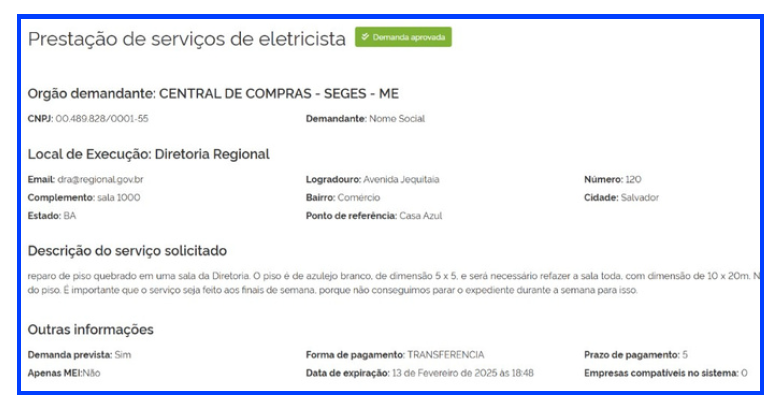 Prestação de serviços de eletricista Demanda aprovada
Orgão demandante: CENTRAL DE COMPRAS - SEGES - ME
CNPJ: 00.489.828/0001-55 Demandante: Nome Social
Local de Execução: Diretoria Regional
Email: dra@regional.gov.br Logradouro: Avenida Jequitaia Número: 120
Complemento: sala 1000 Bairro: Comércio Cidade: Salvador
Estado: BA Ponto de referência: Casa Azul
Descrição do serviço solicitado
reparo de piso quebrado em uma sala da Diretoria. O piso é de azulejo branco, de dimensão 5 x 5, e será necessário refazer a sala toda, com dimensão de 10 x 20m. N
do piso. É importante que o serviço seja feito aos finais de semana, porque não conseguimos parar o expediente durante a semana para isso.
Outras informações
Demanda prevista: Sim Forma de pagamento: TRANSFERENCIA Prazo de pagamento: 5
Apenas MEI:Não Data de expiração: 13 de Fevereiro de 2025 às 18:48 Empresas compatíveis no sistema: 0